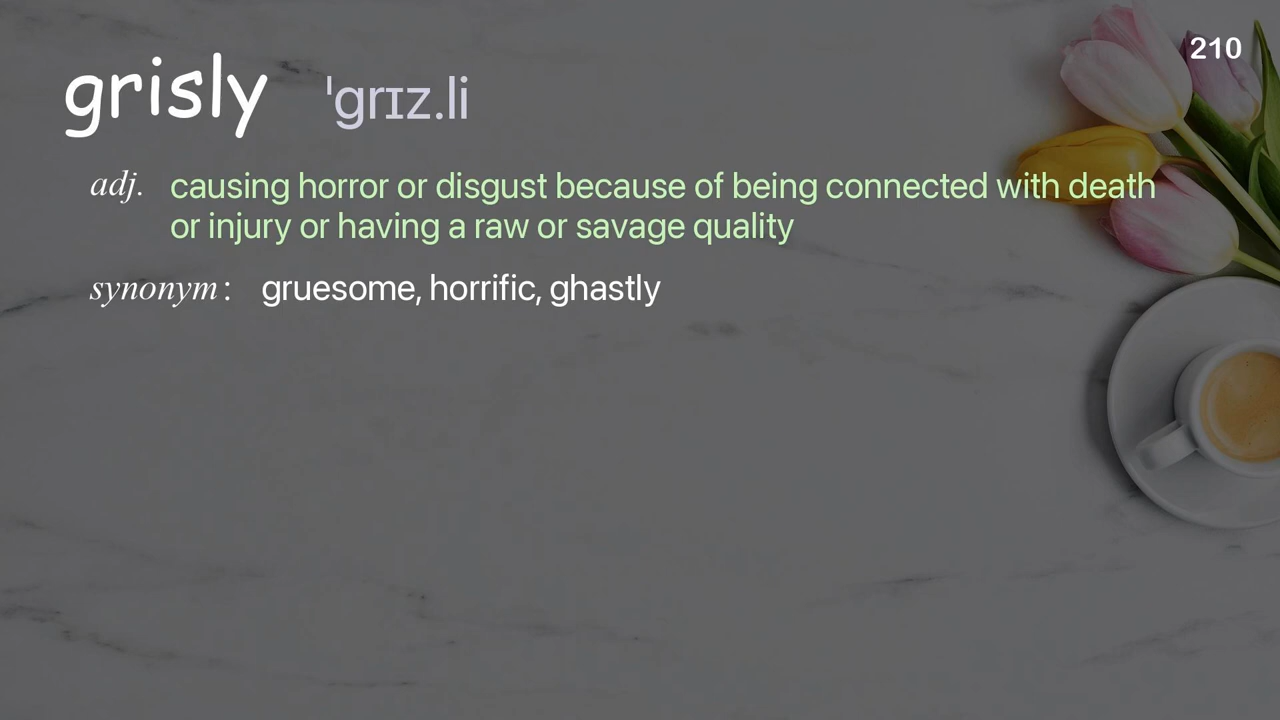 210
grisly ˈɡrɪz.li
adj. causing horror or disgust because of being connected with death
or injury or having a raw or savage quality
synonym : gruesome, horrific, ghastly